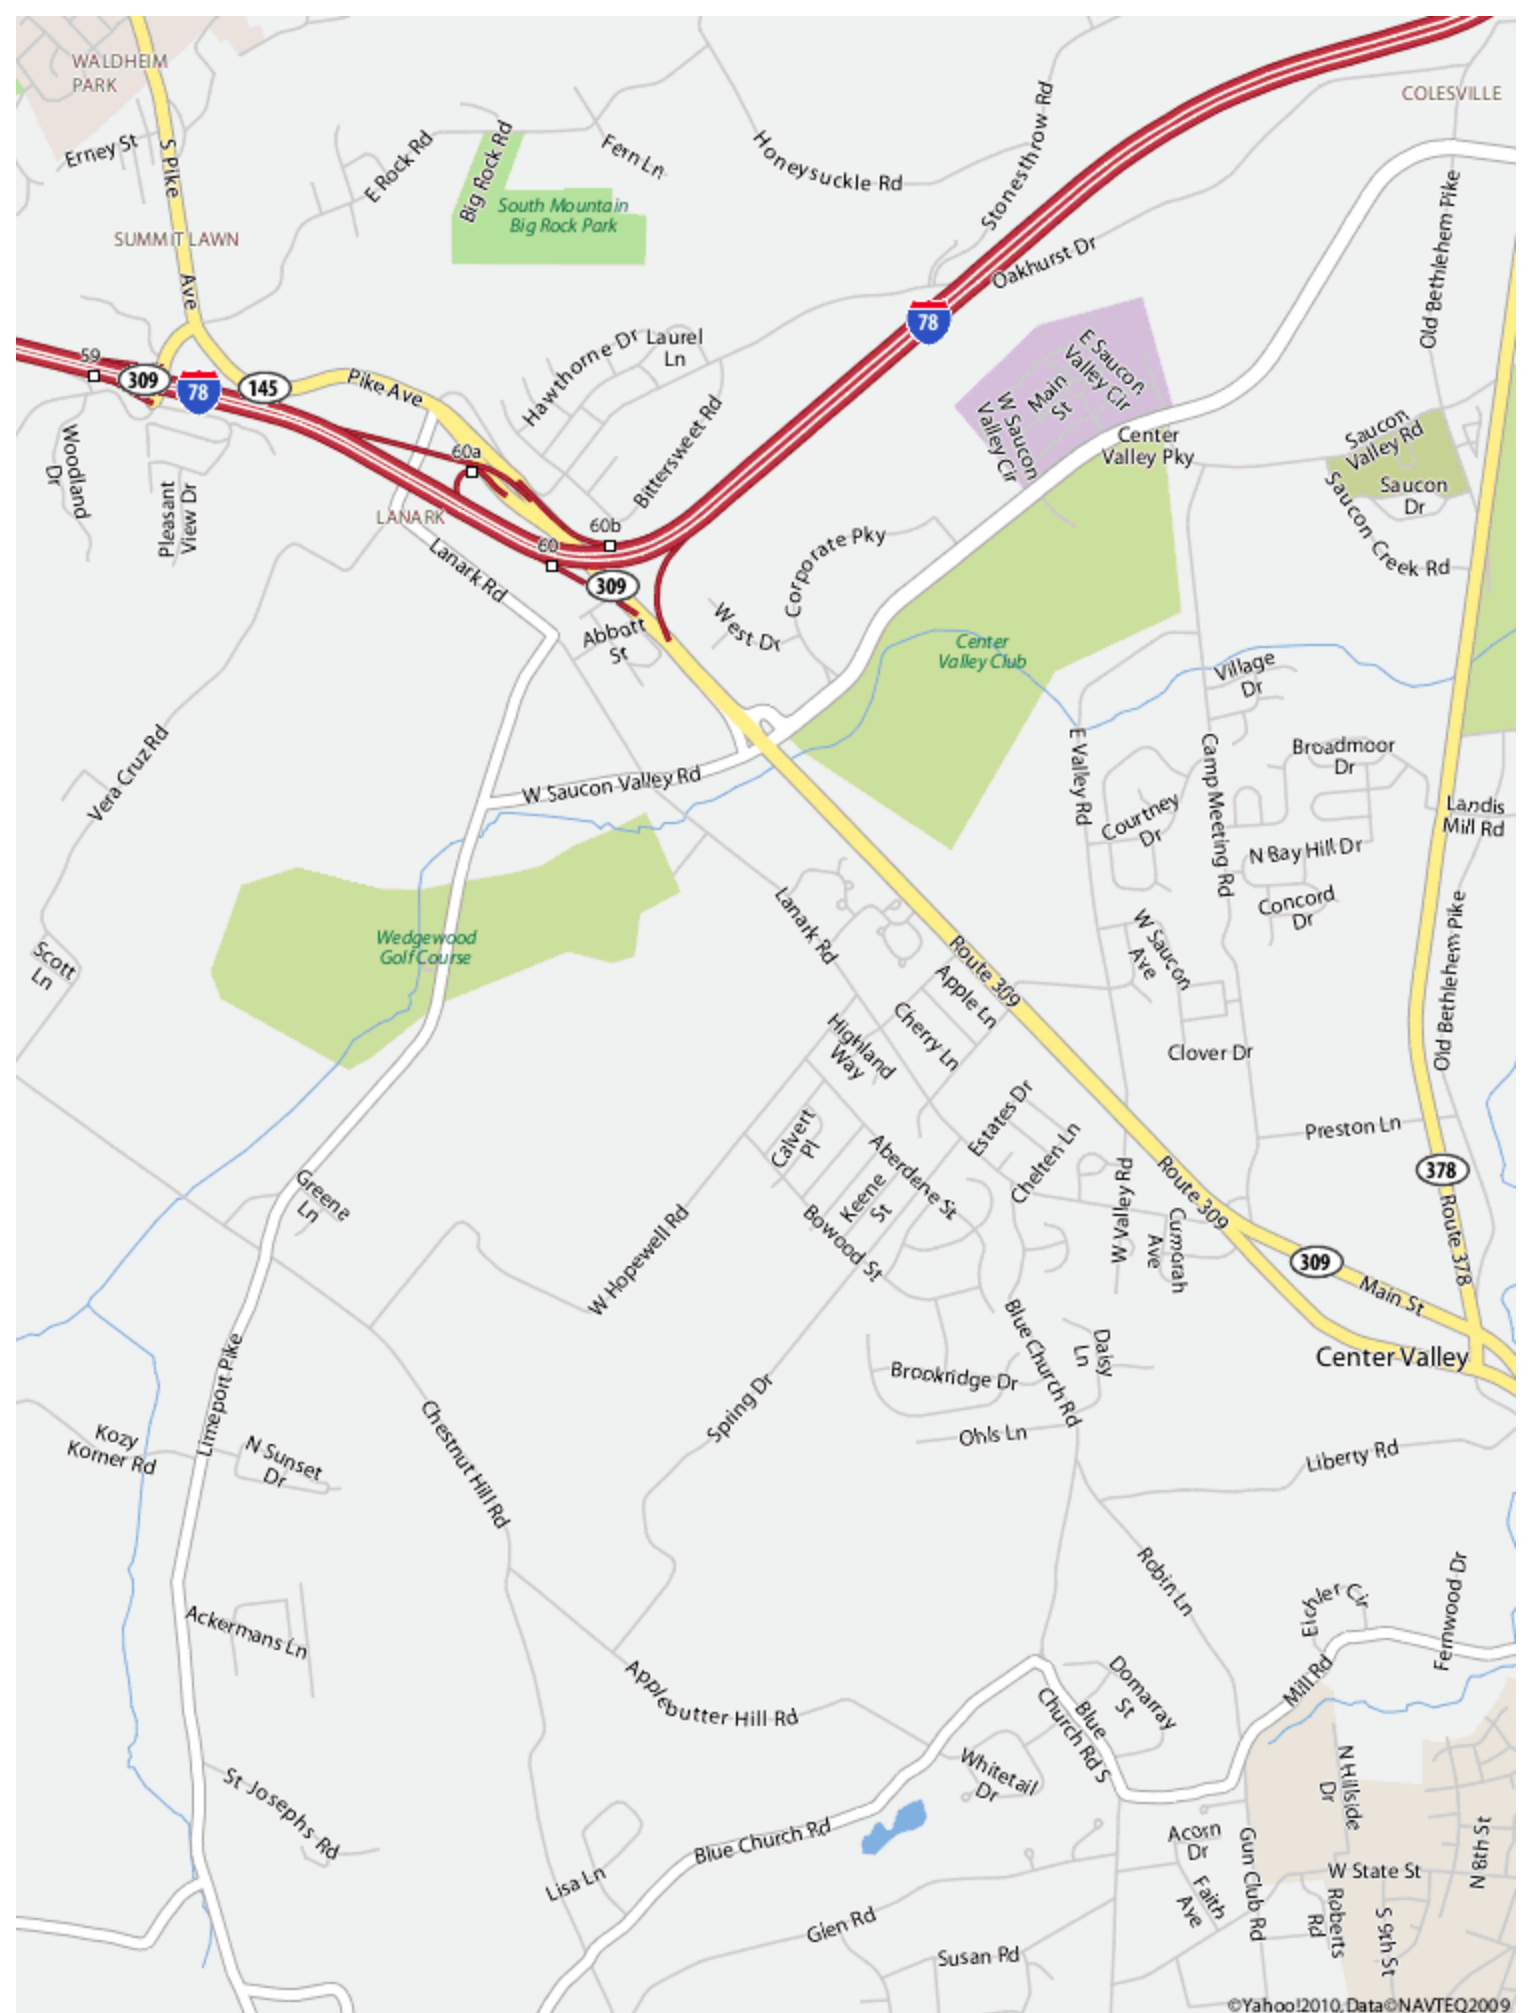 WALDHEIM
PARK
COLESVILLE
Erney St
S Pike
Ave
E Rock Rd
Big Rock Rd
Fern Ln
Honeysuckle Rd
Stonesthrow Rd
South Mountain
Big Rock Park
SUMMIT LAWN
Oakhurst Dr
Old Bethlehem Pike
78
59
309
78
145
Pike Ave
Hawthorne Dr
Laurel
Ln
E Saucon
Valley Cir
Main
St
W Saucon
Valley Cir
Center
Valley Pky
Saucon
Valley Rd
Saucon
Dr
Saucon Creek Rd
Woodland
Dr
Pleasant
View Dr
LANARK
60a
60b
60
309
Bittersweet Rd
Lanark Rd
Abbott
St
West Dr
Corporate Pky
Center
Valley Club
Village
Dr
Vera Cruz Rd
W Saucon Valley Rd
E Valley Rd
Camp Meeting Rd
Broadmoor
Dr
Courtney
Dr
Landis
Mill Rd
N Bay Hill Dr
Concord
Dr
Wedgewood
Golf Course
Scott
Ln
Lanark Rd
Route 309
W Saucon
Ave
Old Bethlehem Pike
Apple Ln
Cherry Ln
Highland
Way
Clover Dr
Estates Dr
Chelten Ln
Preston Ln
Calvert
Pl
Aberdene St
Keene
St
Bowood St
W Valley Rd
Cumorah
Ave
Route 309
378
Route 378
Greene
Ln
W Hopewell Rd
309
Main St
Center Valley
Limeport Pike
Blue Church Rd
Daisy
Ln
Brookridge Dr
Ohls Ln
Spring Dr
Chestnut Hill Rd
Liberty Rd
Kozy
Korner Rd
N Sunset
Dr
Ackermans Ln
Robin Ln
Eichler Cir
Fernwood Dr
Mill Rd
Applebutter Hill Rd
Domarray
St
Blue
Church Rd S
Whitetail
Dr
N Hillside
Dr
St Josephs Rd
Blue Church Rd
Lisa Ln
Acorn
Dr
Faith
Ave
Gun Club Rd
W State St
N 8th St
Roberts
Rd
S 9th St
Glen Rd
Susan Rd
©Yahoo!2010, Data©NAVTEQ2009